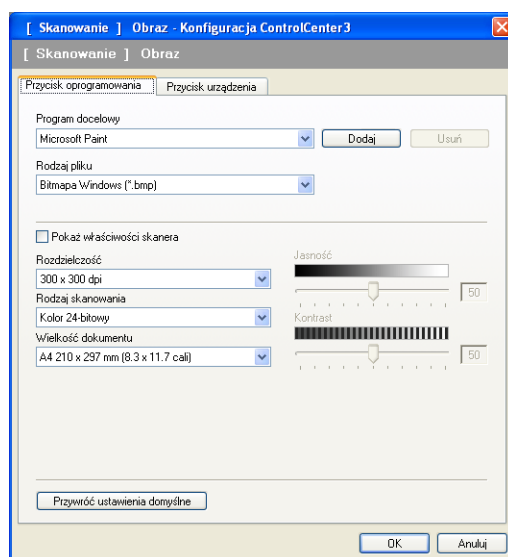 [ Skanowanie ] Obraz - Konfiguracja ControlCenter3
[ Skanowanie ] Obraz
Przycisk oprogramowania
Przycisk urządzenia
Program docelowy
Microsoft Paint
Dodaj
Usuń
Rodzaj pliku
Bitmapa Windows (*.bmp)
Pokaż właściwości skanera
Rozdzielczość
300 x 300 dpi
Rodzaj skanowania
Kolor 24-bitowy
Wielkość dokumentu
A4 210 x 297 mm (8.3 x 11.7 cali)
Jasność
50
Kontrast
50
Przywróć ustawienia domyślne
OK
Anuluj